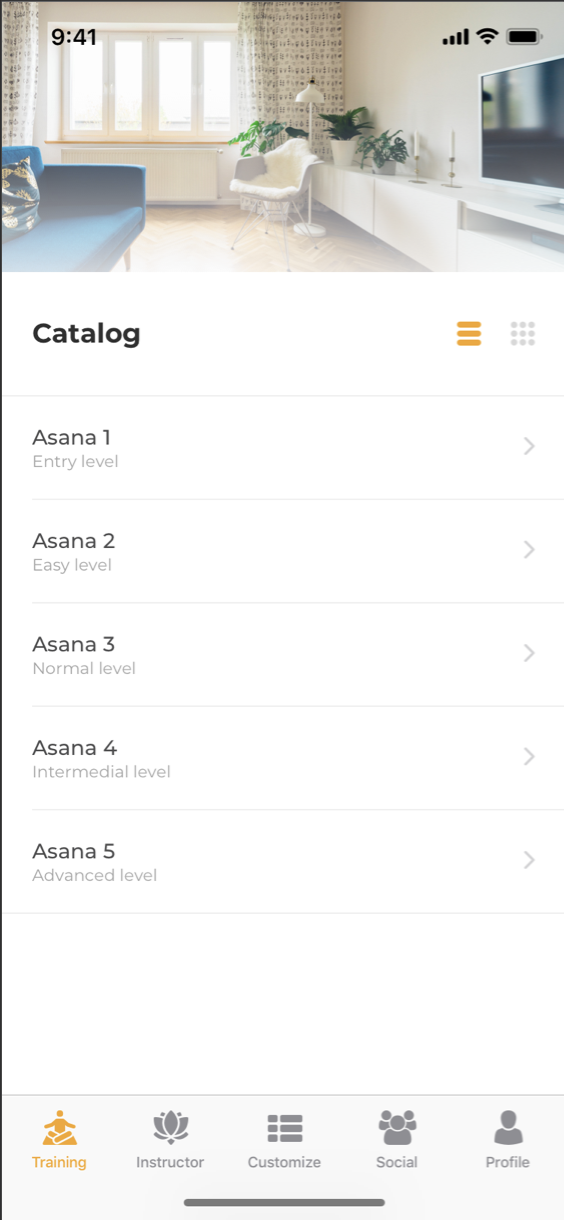 9:41
Catalog
Asana 1
Entry level
Asana 2
Easy level
Asana 3
Normal level
Asana 4
Intermedial level
Asana 5
Advanced level
Training Instructor Customize Social Profile